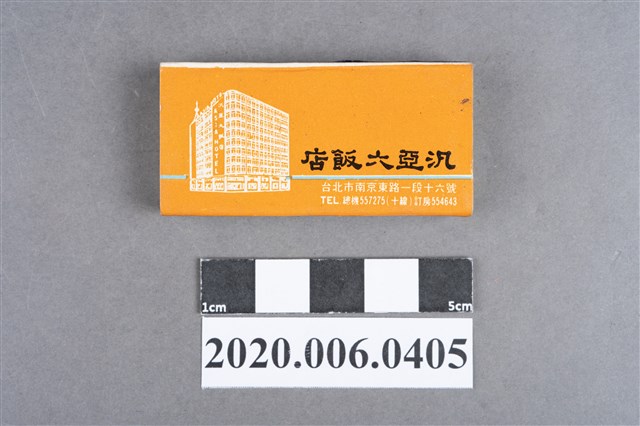 汎亞大飯店
ASIA HOTEL
台北市南京東路一段十六號
TEL 總機557275(十線)訂房554643
1cm
5cm
2020.006.0405